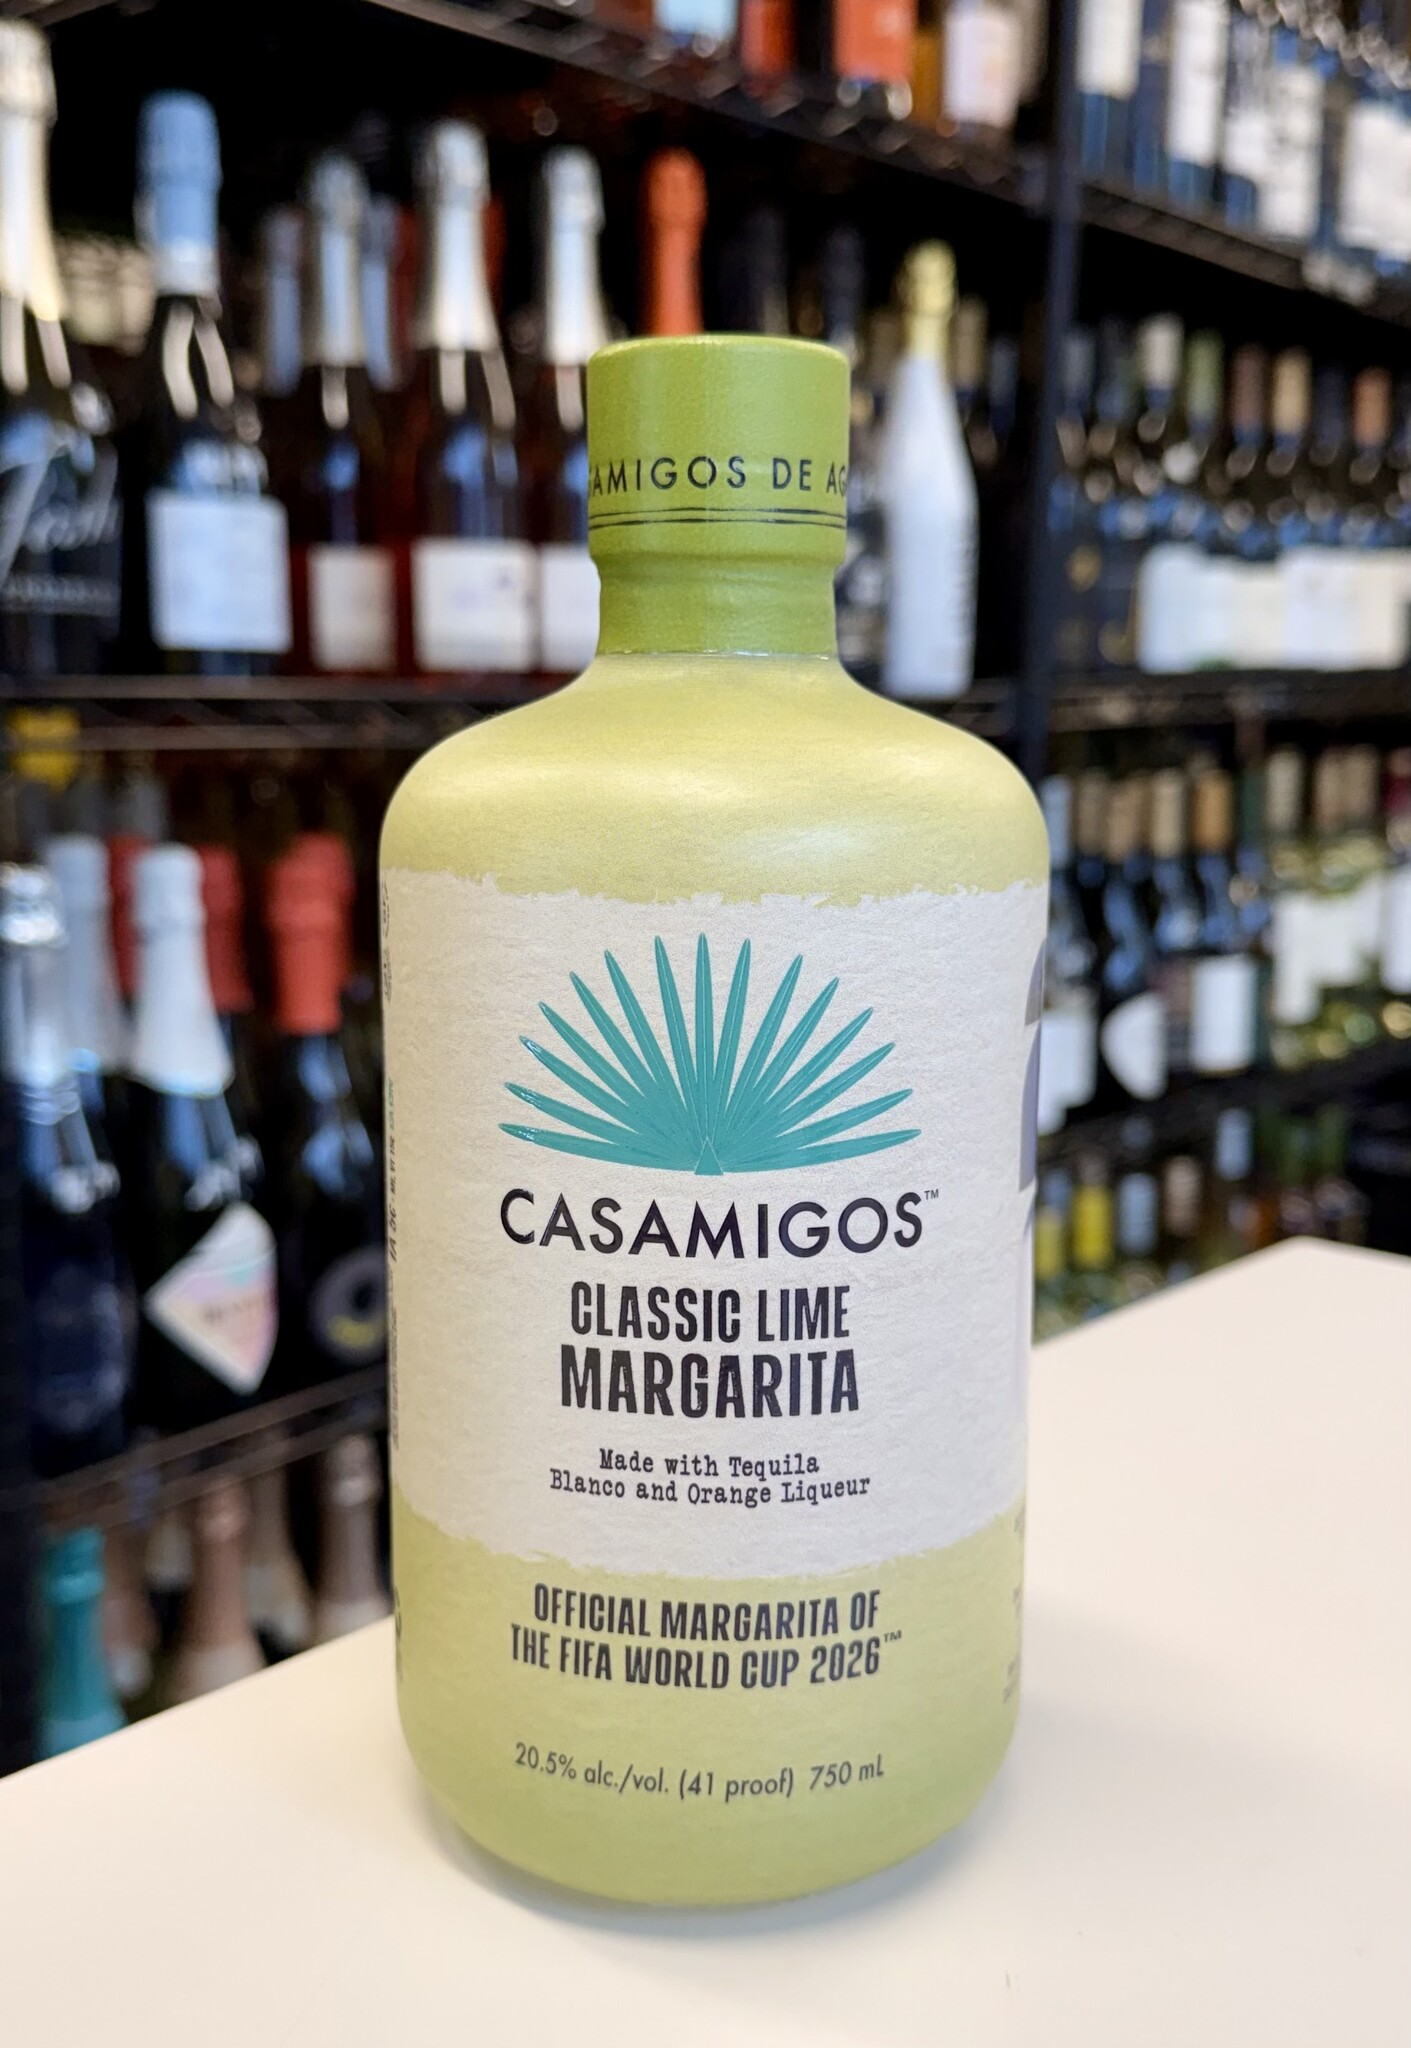 AMIGOS DE AG
CASAMIGOS™
CLASSIC LIME
MARGARITA
Made with Tequila
Blanco and Orange Liqueur
OFFICIAL MARGARITA OF
THE FIFA WORLD CUP 2026™
20.5% alc./vol. (41 proof) 750 mL